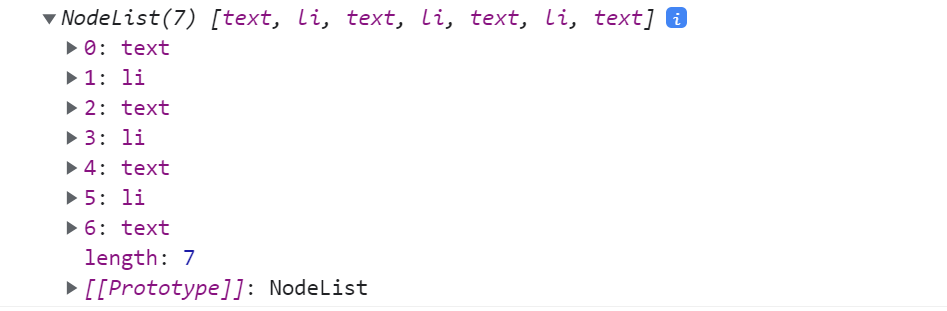 NodeList(7) [text, li, text, li, text, li, text] i
0: text
1: li
2: text
3: li
4: text
5: li
6: text
length: 7
[[Prototype]]: NodeList